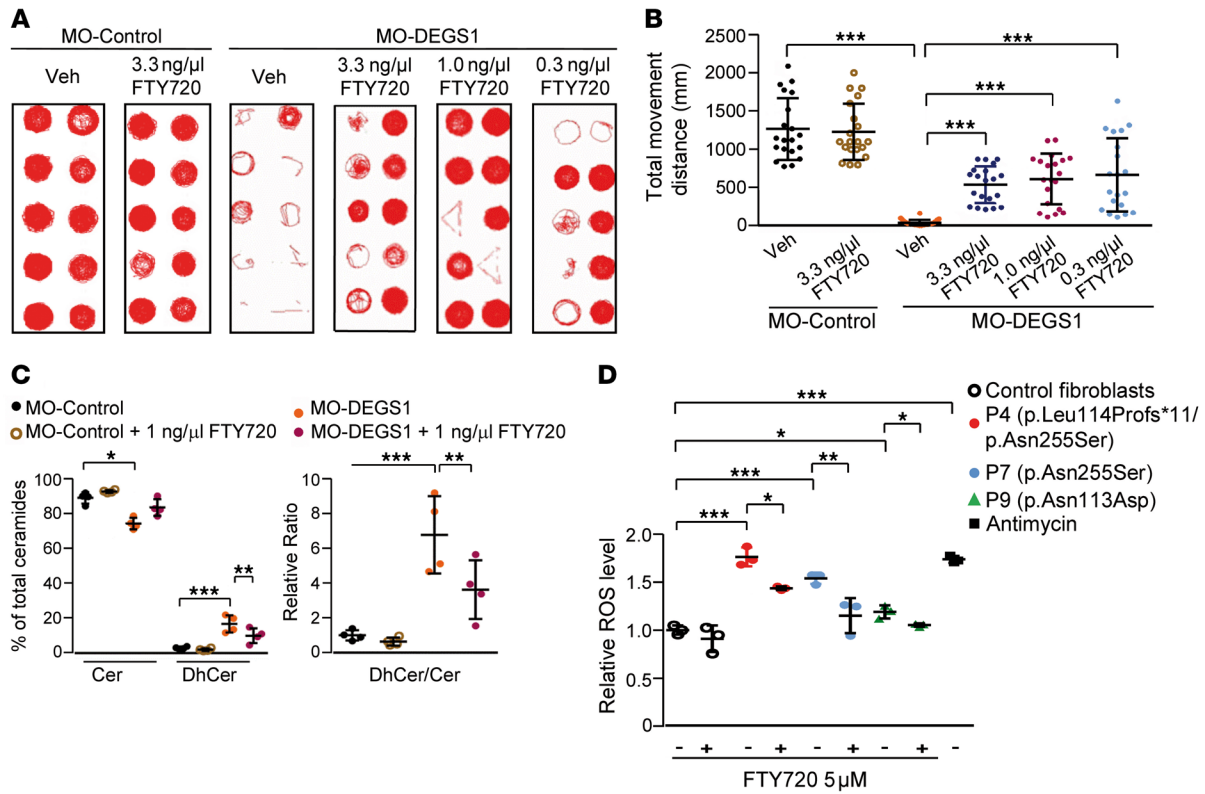 A
MO-Control
MO-DEGS1
Veh
3.3 ng/µl
FTY720
Veh
3.3 ng/µl
FTY720
1.0 ng/µl
FTY720
0.3 ng/µl
FTY720
B
Total movement
distance (mm)
2500
2000
1500
1000
500
0
***
***
***
***
Veh
3.3 ng/µl
FTY720
Veh
3.3 ng/µl
FTY720
1.0 ng/µl
FTY720
0.3 ng/µl
FTY720
MO-Control
MO-DEGS1
C
MO-Control
MO-Control + 1 ng/µl FTY720
MO-DEGS1
MO-DEGS1 + 1 ng/µl FTY720
% of total ceramides
100
80
60
40
20
0
*
***
**
Cer
DhCer
Relative Ratio
10
8
6
4
2
0
***
**
DhCer/Cer
D
Control fibroblasts
P4 (p.Leu114Profs*11/
p.Asn255Ser)
P7 (p.Asn255Ser)
P9 (p.Asn113Asp)
Antimycin
Relative ROS level
2.0
1.5
1.0
0.5
0
***
*
*
***
**
***
*
- + - + - + - + -
FTY720 5 µM